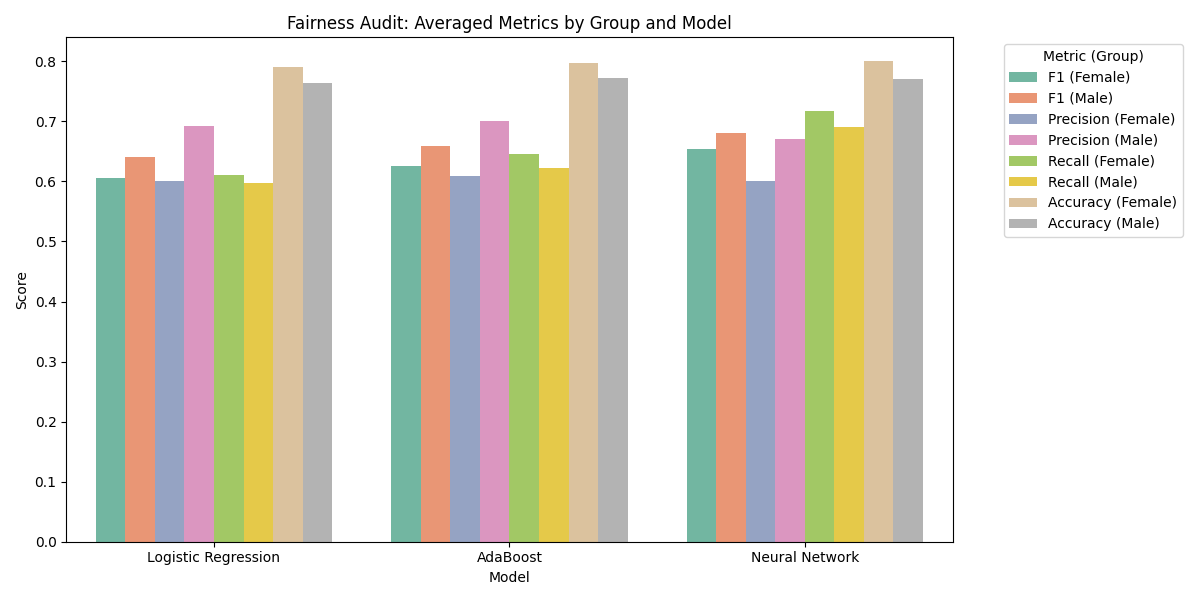 Fairness Audit: Averaged Metrics by Group and Model
Score
0.8
0.7
0.6
0.5
0.4
0.3
0.2
0.1
0.0
Logistic Regression
AdaBoost
Neural Network
Model
Metric (Group)
F1 (Female)
F1 (Male)
Precision (Female)
Precision (Male)
Recall (Female)
Recall (Male)
Accuracy (Female)
Accuracy (Male)